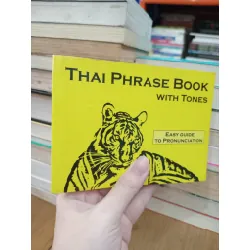 THAI PHRASE BOOK
WITH TONES
EASY GUIDE
TO PRONUNCIATION